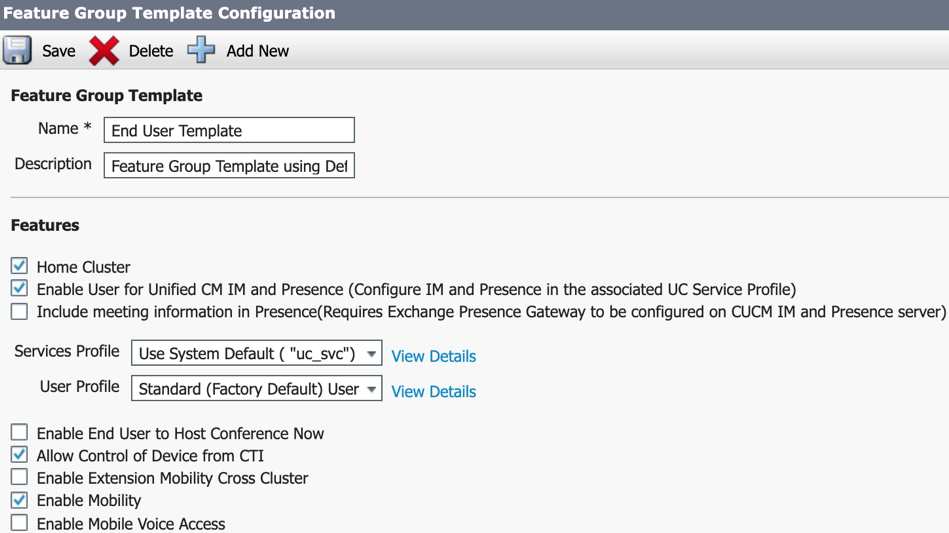 Feature Group Template Configuration
Save Delete Add New
Feature Group Template
Name * End User Template
Description Feature Group Template using Def
Features
Home Cluster
Enable User for Unified CM IM and Presence (Configure IM and Presence in the associated UC Service Profile)
Include meeting information in Presence(Requires Exchange Presence Gateway to be configured on CUCM IM and Presence server)
Services Profile Use System Default ( "uc_svc") View Details
User Profile Standard (Factory Default) User View Details
Enable End User to Host Conference Now
Allow Control of Device from CTI
Enable Extension Mobility Cross Cluster
Enable Mobility
Enable Mobile Voice Access